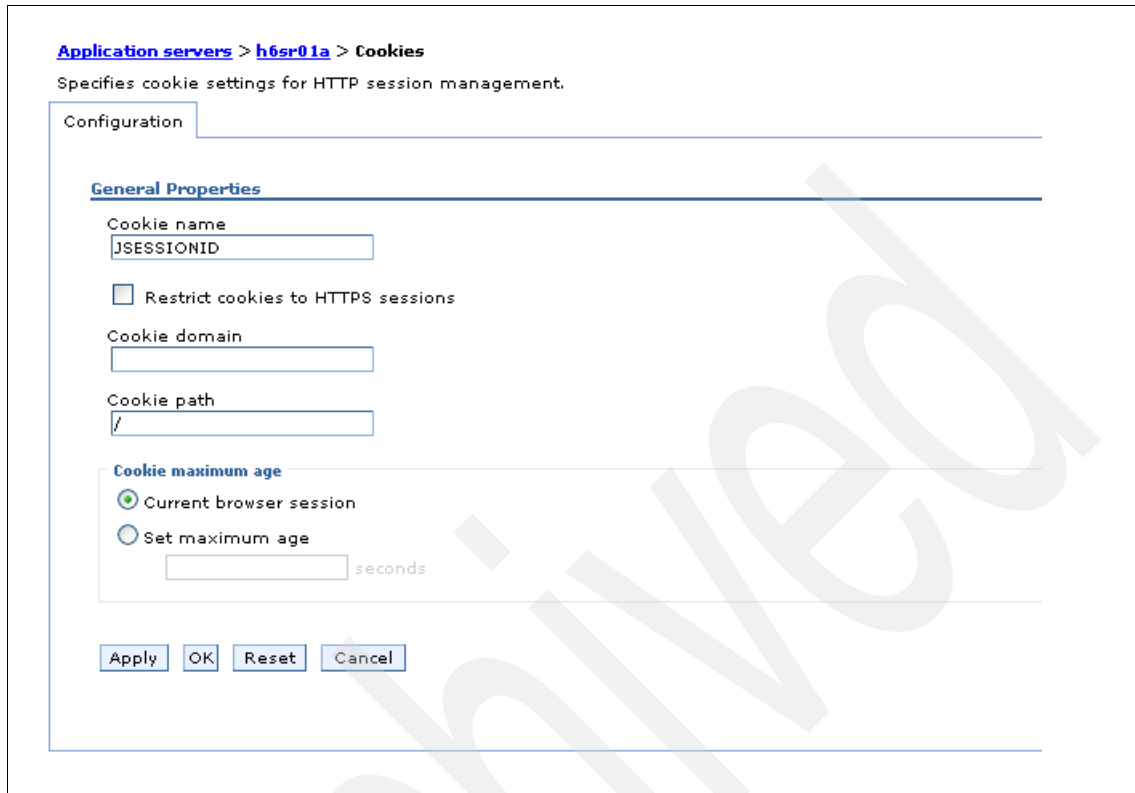 Application servers > h6sr01a > Cookies
Specifies cookie settings for HTTP session management.
Configuration
General Properties
Cookie name
JSESSIONID
Restrict cookies to HTTPS sessions
Cookie domain
Cookie path
/
Cookie maximum age
Current browser session
Set maximum age
seconds
Apply OK Reset Cancel
hived